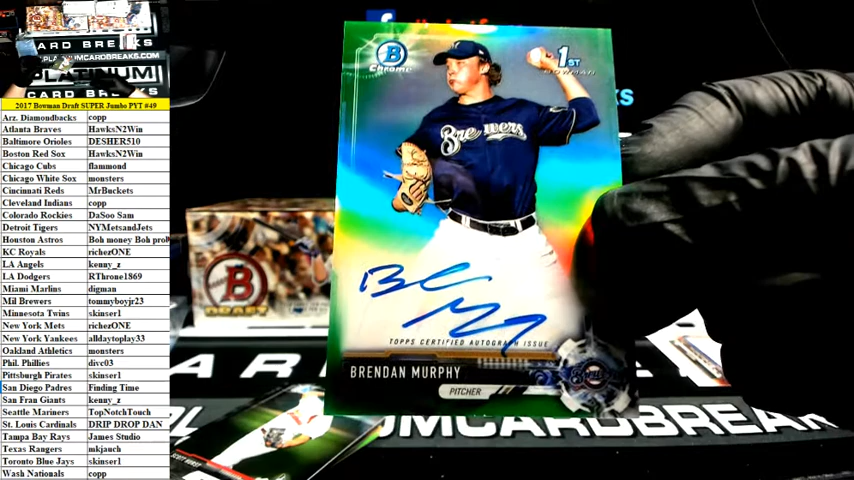 CARD BREAKS
PLATINUMCARDBREAKS.COM
PLATINUM
CARD BREAKS
2017 Bowman Draft SUPER Jumbo PYT #49
Arz. Diamondbacks copp
Atlanta Braves HawksN2Win
Baltimore Orioles DESHER510
Boston Red Sox HawksN2Win
Chicago Cubs flammond
Chicago White Sox monsters
Cincinnati Reds MrBuckets
Cleveland Indians copp
Colorado Rockies DaSoo Sam
Detroit Tigers NYMetsandJets
Houston Astros Boh money Boh prob
KC Royals richezONE
LA Angels kenny_z
LA Dodgers RThrone1869
Miami Marlins digman
Mil Brewers tommyboyjr23
Minnesota Twins skinser1
New York Mets richezONE
New York Yankees alldaytoplay33
Oakland Athletics monsters
Phil. Phillies divc03
Pittsburgh Pirates skinser1
San Diego Padres Finding Time
San Fran Giants kenny_z
Seattle Mariners TopNotchTouch
St. Louis Cardinals DRIP DROP DAN
Tampa Bay Rays James Studio
Texas Rangers mkjauch
Toronto Blue Jays skinser1
Wash Nationals copp
B
Chrome
1ST
BOWMAN
Brewers
TOPPS CERTIFIED AUTOGRAPH ISSUE
BRENDAN MURPHY
PITCHER
B
DRAFT
SCOTT HURST
UMCARDBREAK